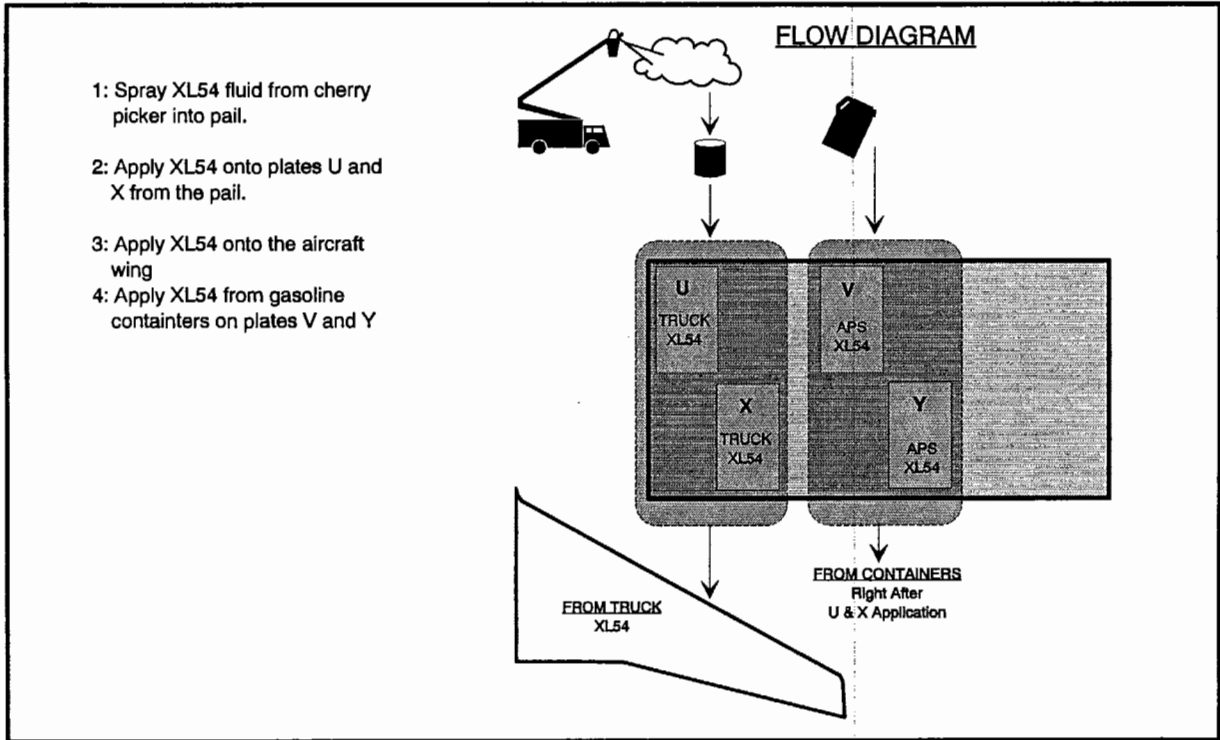 FLOW DIAGRAM
1: Spray XL54 fluid from cherry
picker into pail.
2: Apply XL54 onto plates U and
X from the pail.
3: Apply XL54 onto the aircraft
wing
4: Apply XL54 from gasoline
containters on plates V and Y
U
TRUCK
XL54
X
TRUCK
XL54
V
APS
XL54
Y
APS
XL54
FROM CONTAINERS
Right After
U & X Application
FROM TRUCK
XL54